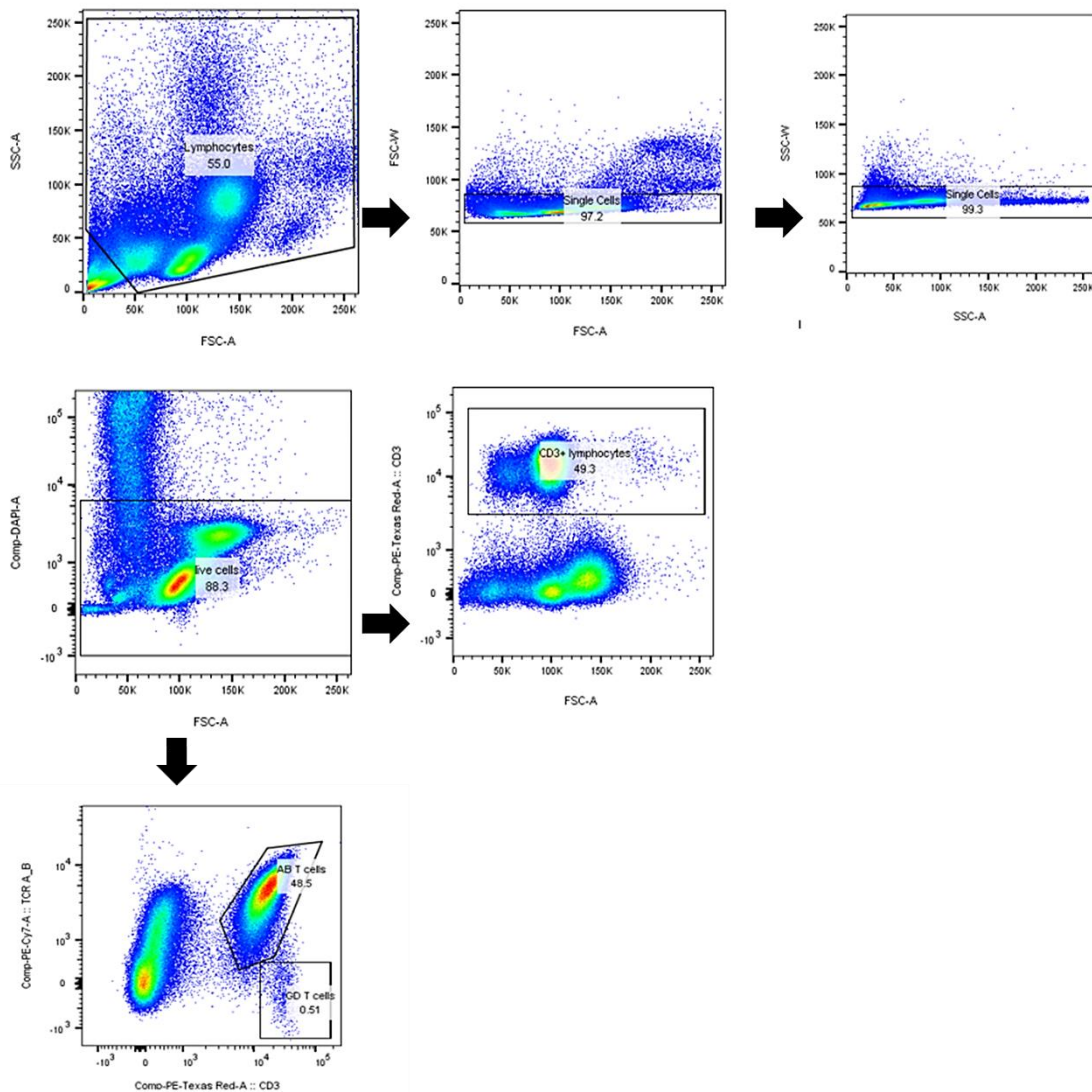 250K
200K
150K
100K
50K
0
SSC-A
Lymphocytes
55.0
0 50K 100K 150K 200K 250K
FSC-A
250K
200K
150K
100K
50K
0
FSC-W
Single Cells
97.2
0 50K 100K 150K 200K 250K
FSC-A
250K
200K
150K
100K
50K
0
SSC-W
Single Cells
99.3
50K 100K 150K 200K 250K
SSC-A
10^5
10^4
10^3
0
-10^3
Comp-DAPI-A
live cells
88.3
0 50K 100K 150K 200K 250K
FSC-A
10^5
10^4
10^3
0
-10^3
Comp-PE-Texas Red-A :: CD3
CD3+ lymphocytes
49.3
0 50K 100K 150K 200K 250K
FSC-A
10^4
10^3
0
-10^3
Comp-PE-Cy7-A :: TCR A_B
AB T cells
48.5
GD T cells
0.51
-10^3 0 10^3 10^4 10^5
Comp-PE-Texas Red-A :: CD3